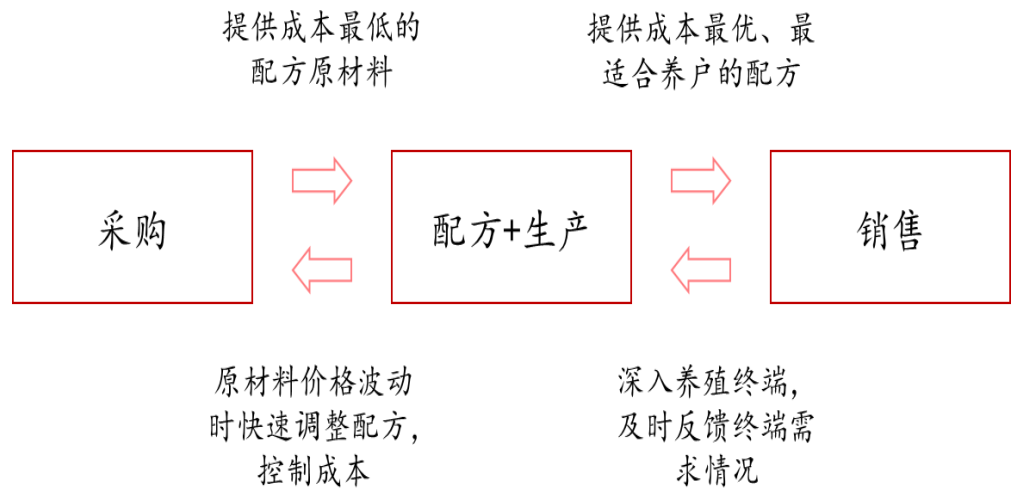 提供成本最低的
配方原材料
提供成本最优、最
适合养户的配方
采购
配方+生产
销售
原材料价格波动
时快速调整配方，
控制成本
深入养殖终端，
及时反馈终端需
求情况